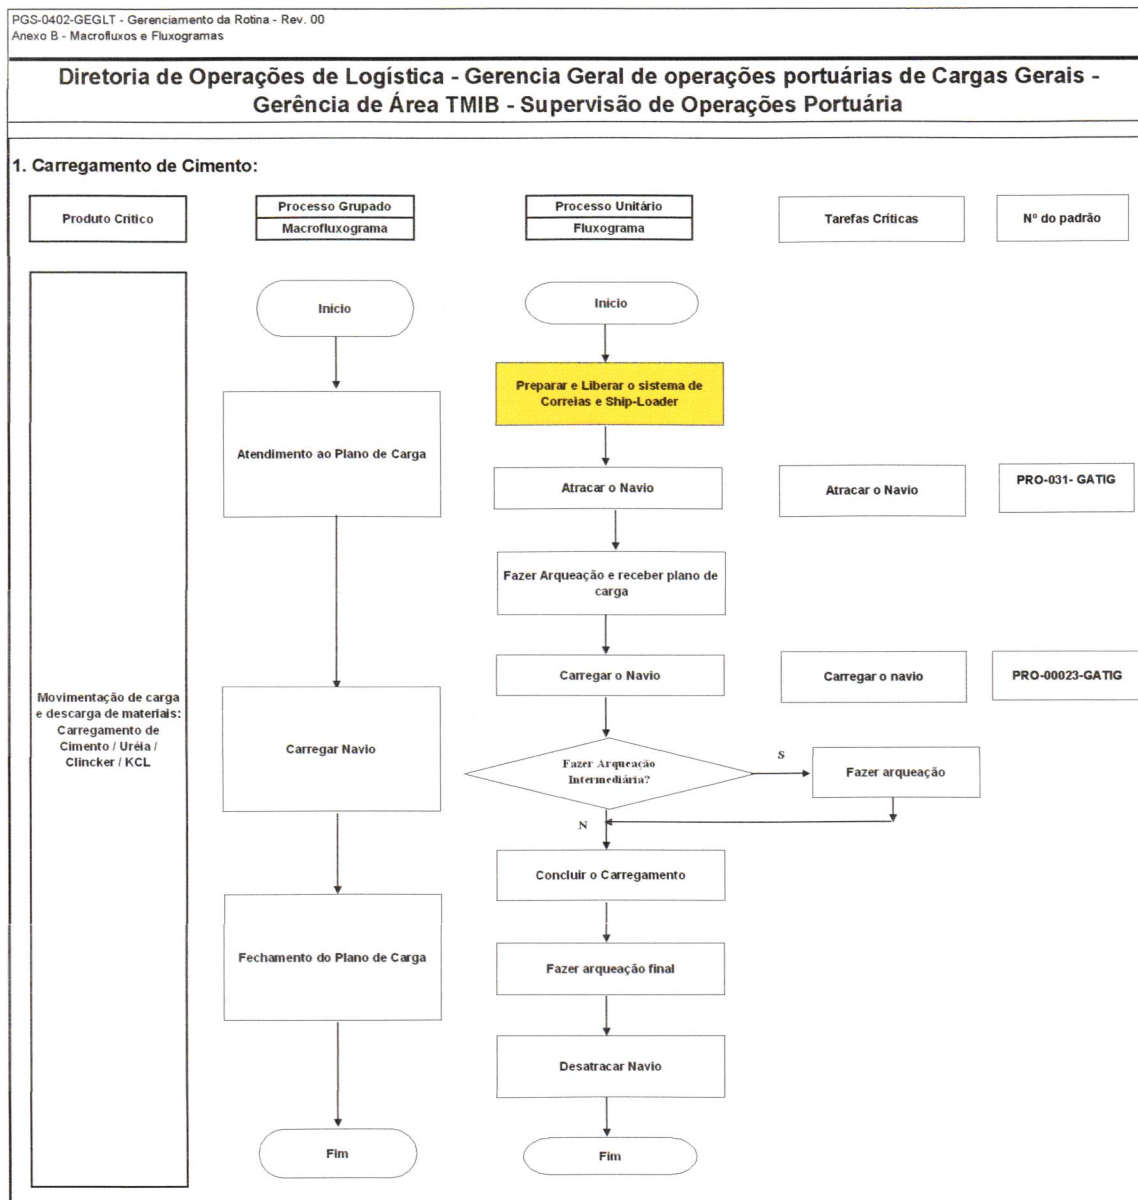 PGS-0402-GEGLT - Gerenciamento da Rotina - Rev. 00
Anexo B - Macrofluxos e Fluxogramas
Diretoria de Operações de Logística - Gerencia Geral de operações portuárias de Cargas Gerais -
Gerência de Área TMIB - Supervisão de Operações Portuária
1. Carregamento de Cimento:
Produto Crítico
Processo Grupado
Macrofluxograma
Processo Unitário
Fluxograma
Tarefas Críticas
Nº do padrão
Movimentação de carga
e descarga de materiais:
Carregamento de
Cimento / Uréia /
Clincker / KCL
Início
Atendimento ao Plano de Carga
Carregar Navio
Fechamento do Plano de Carga
Fim
Início
Preparar e Liberar o sistema de
Correias e Ship-Loader
Atracar o Navio
Atracar o Navio
PRO-031- GATIG
Fazer Arqueação e receber plano de
carga
Carregar o Navio
Carregar o navio
PRO-00023-GATIG
Fazer Arqueação
Intermediária?
S
Fazer arqueação
N
Concluir o Carregamento
Fazer arqueação final
Desatracar Navio
Fim